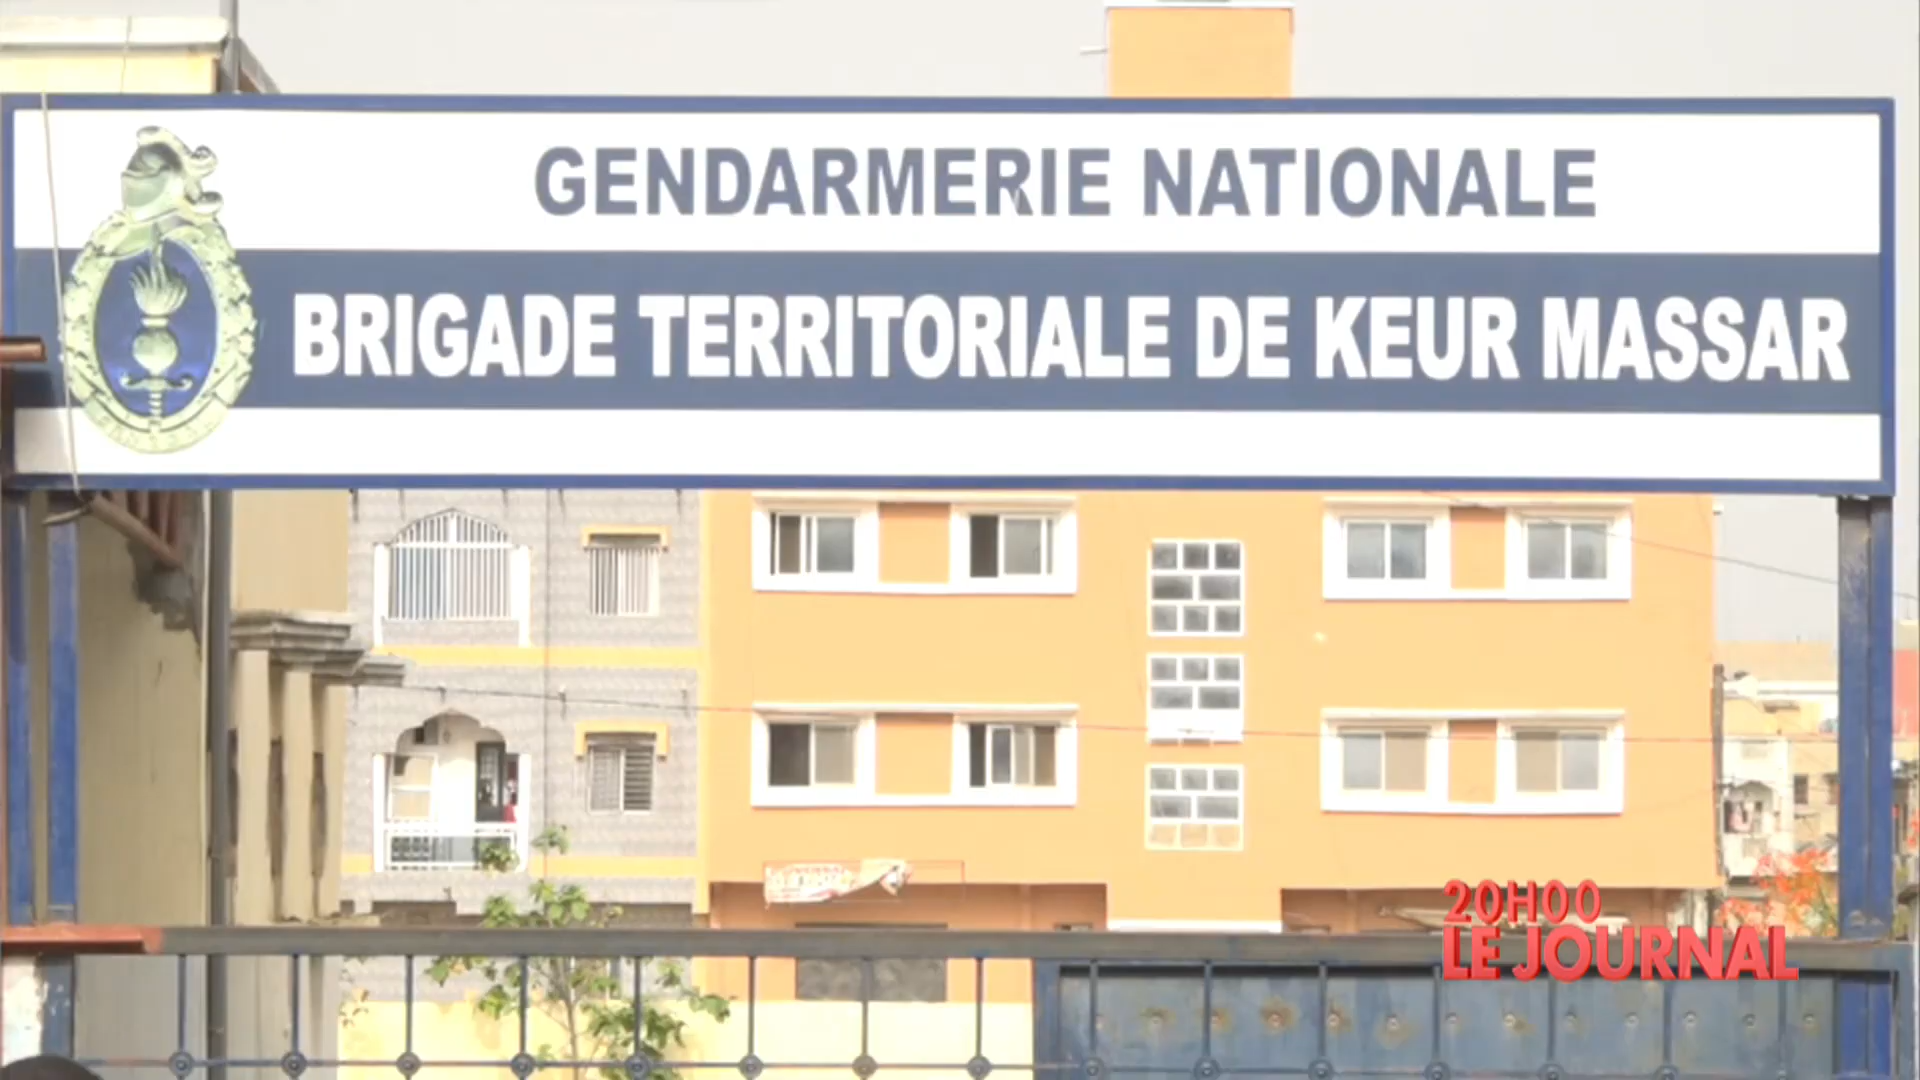 GENDARMERIE NATIONALE
BRIGADE TERRITORIALE DE KEUR MASSAR
20H00
LE JOURNAL